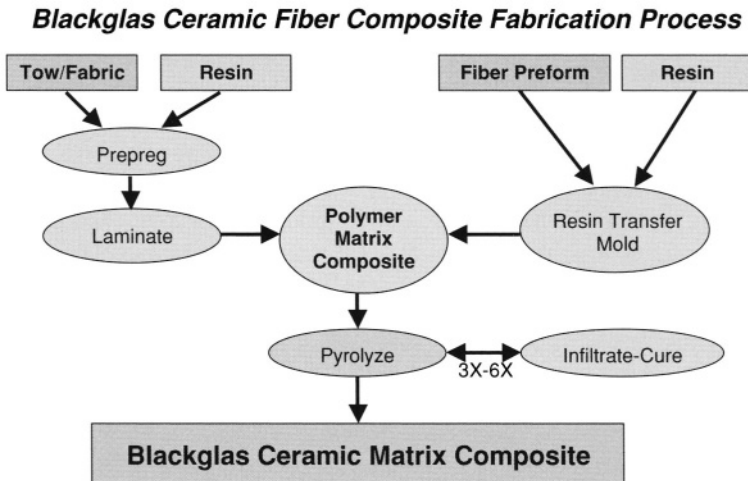 Blackglas Ceramic Fiber Composite Fabrication Process
Tow/Fabric
Resin
Fiber Preform
Resin
Prepreg
Laminate
Polymer
Matrix
Composite
Resin Transfer
Mold
Pyrolyze
3X-6X
Infiltrate-Cure
Blackglas Ceramic Matrix Composite